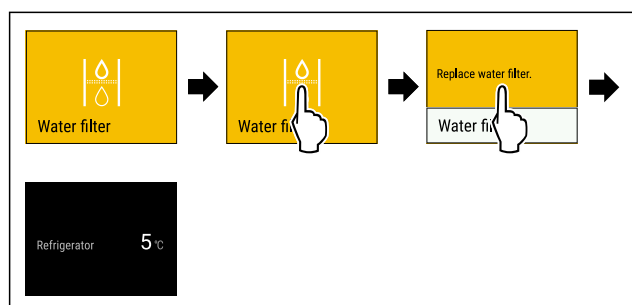 Water filter
Water fi
Replace water filter.
Water fi
Refrigerator 5 °C